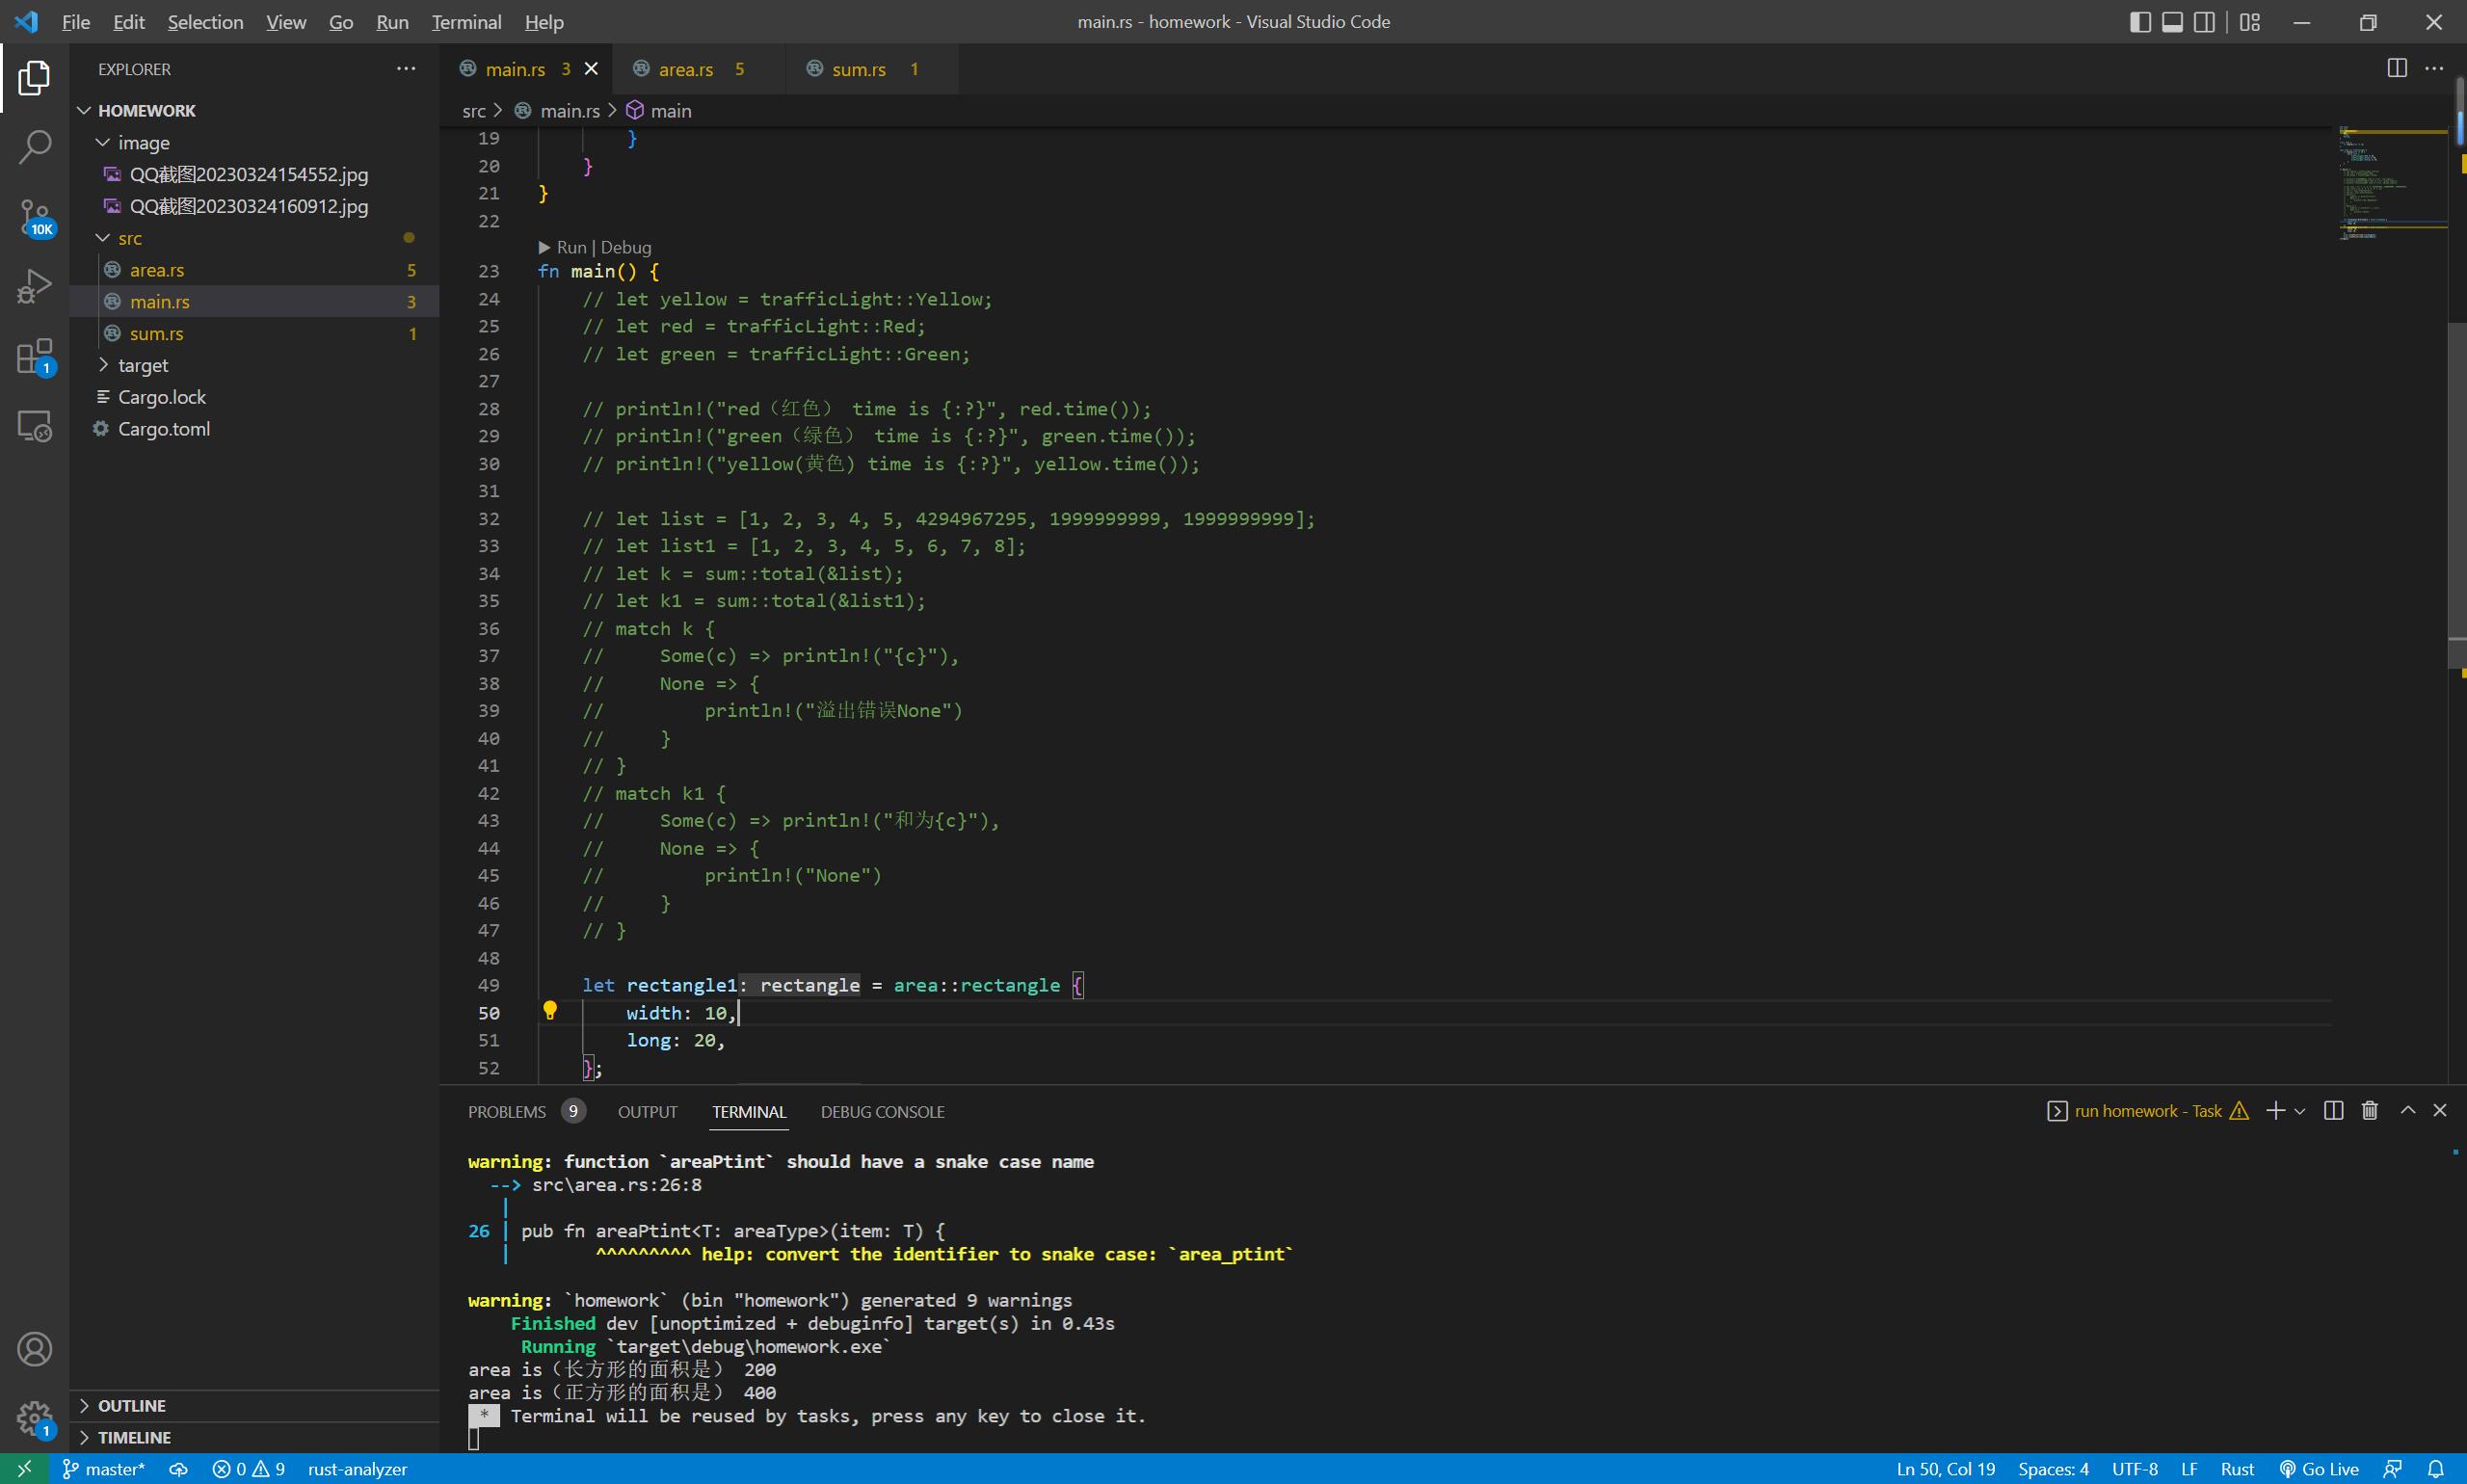 File Edit Selection View Go Run Terminal Help
main.rs - homework - Visual Studio Code
EXPLORER
HOMEWORK
image
QQ截图20230324154552.jpg
QQ截图20230324160912.jpg
src
area.rs 5
main.rs 3
sum.rs 1
target
Cargo.lock
Cargo.toml
OUTLINE
TIMELINE
10K
1
1
main.rs 3 area.rs 5 sum.rs 1
src > main.rs > main
19 }
20 }
21 }
22
Run | Debug
23 fn main() {
24 // let yellow = trafficLight::Yellow;
25 // let red = trafficLight::Red;
26 // let green = trafficLight::Green;
27
28 // println!("red（红色） time is {:?}", red.time());
29 // println!("green（绿色） time is {:?}", green.time());
30 // println!("yellow(黄色) time is {:?}", yellow.time());
31
32 // let list = [1, 2, 3, 4, 5, 4294967295, 1999999999, 1999999999];
33 // let list1 = [1, 2, 3, 4, 5, 6, 7, 8];
34 // let k = sum::total(&list);
35 // let k1 = sum::total(&list1);
36 // match k {
37 // Some(c) => println!("{c}"),
38 // None => {
39 // println!("溢出错误None")
40 // }
41 // }
42 // match k1 {
43 // Some(c) => println!("和为{c}"),
44 // None => {
45 // println!("None")
46 // }
47 // }
48
49 let rectangle1: rectangle = area::rectangle {
50 width: 10,
51 long: 20,
52 };
PROBLEMS 9 OUTPUT TERMINAL DEBUG CONSOLE
run homework - Task
warning: function `areaPtint` should have a snake case name
--> src\area.rs:26:8
|
26 | pub fn areaPtint<T: areaType>(item: T) {
| ^^^^^^^^^ help: convert the identifier to snake case: `area_ptint`
warning: `homework` (bin "homework") generated 9 warnings
Finished dev [unoptimized + debuginfo] target(s) in 0.43s
Running `target\debug\homework.exe`
area is（长方形的面积是） 200
area is（正方形的面积是） 400
* Terminal will be reused by tasks, press any key to close it.
master* 0 9 rust-analyzer
Ln 50, Col 19 Spaces: 4 UTF-8 LF Rust Go Live